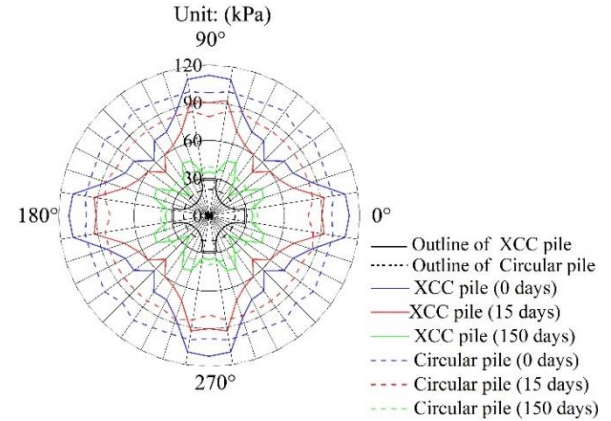 Unit: (kPa)
90°
120
90
60
30
0
180°
0°
270°
Outline of XCC pile
Outline of Circular pile
XCC pile (0 days)
XCC pile (15 days)
XCC pile (150 days)
Circular pile (0 days)
Circular pile (15 days)
Circular pile (150 days)